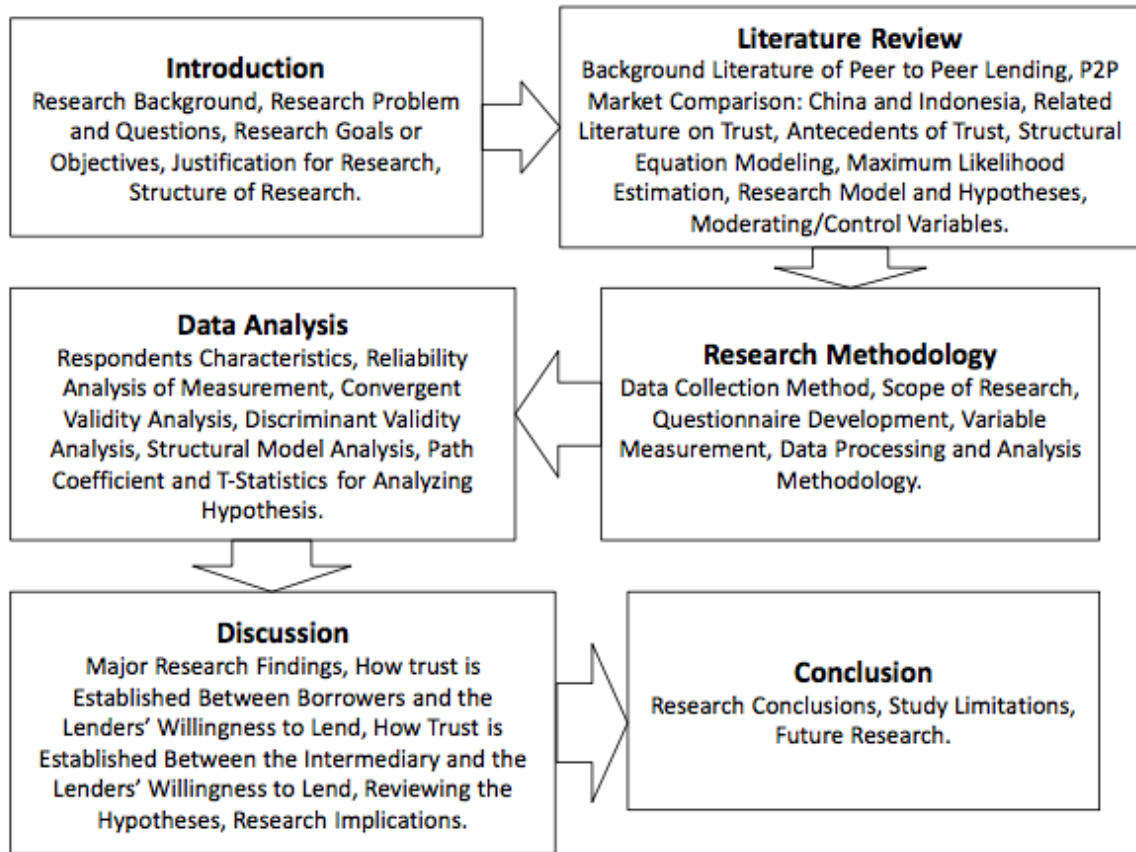 Introduction
Research Background, Research Problem
and Questions, Research Goals or
Objectives, Justification for Research,
Structure of Research.
Literature Review
Background Literature of Peer to Peer Lending, P2P
Market Comparison: China and Indonesia, Related
Literature on Trust, Antecedents of Trust, Structural
Equation Modeling, Maximum Likelihood
Estimation, Research Model and Hypotheses,
Moderating/Control Variables.
Research Methodology
Data Collection Method, Scope of Research,
Questionnaire Development, Variable
Measurement, Data Processing and Analysis
Methodology.
Data Analysis
Respondents Characteristics, Reliability
Analysis of Measurement, Convergent
Validity Analysis, Discriminant Validity
Analysis, Structural Model Analysis, Path
Coefficient and T-Statistics for Analyzing
Hypothesis.
Discussion
Major Research Findings, How trust is
Established Between Borrowers and the
Lenders’ Willingness to Lend, How Trust is
Established Between the Intermediary and the
Lenders’ Willingness to Lend, Reviewing the
Hypotheses, Research Implications.
Conclusion
Research Conclusions, Study Limitations,
Future Research.